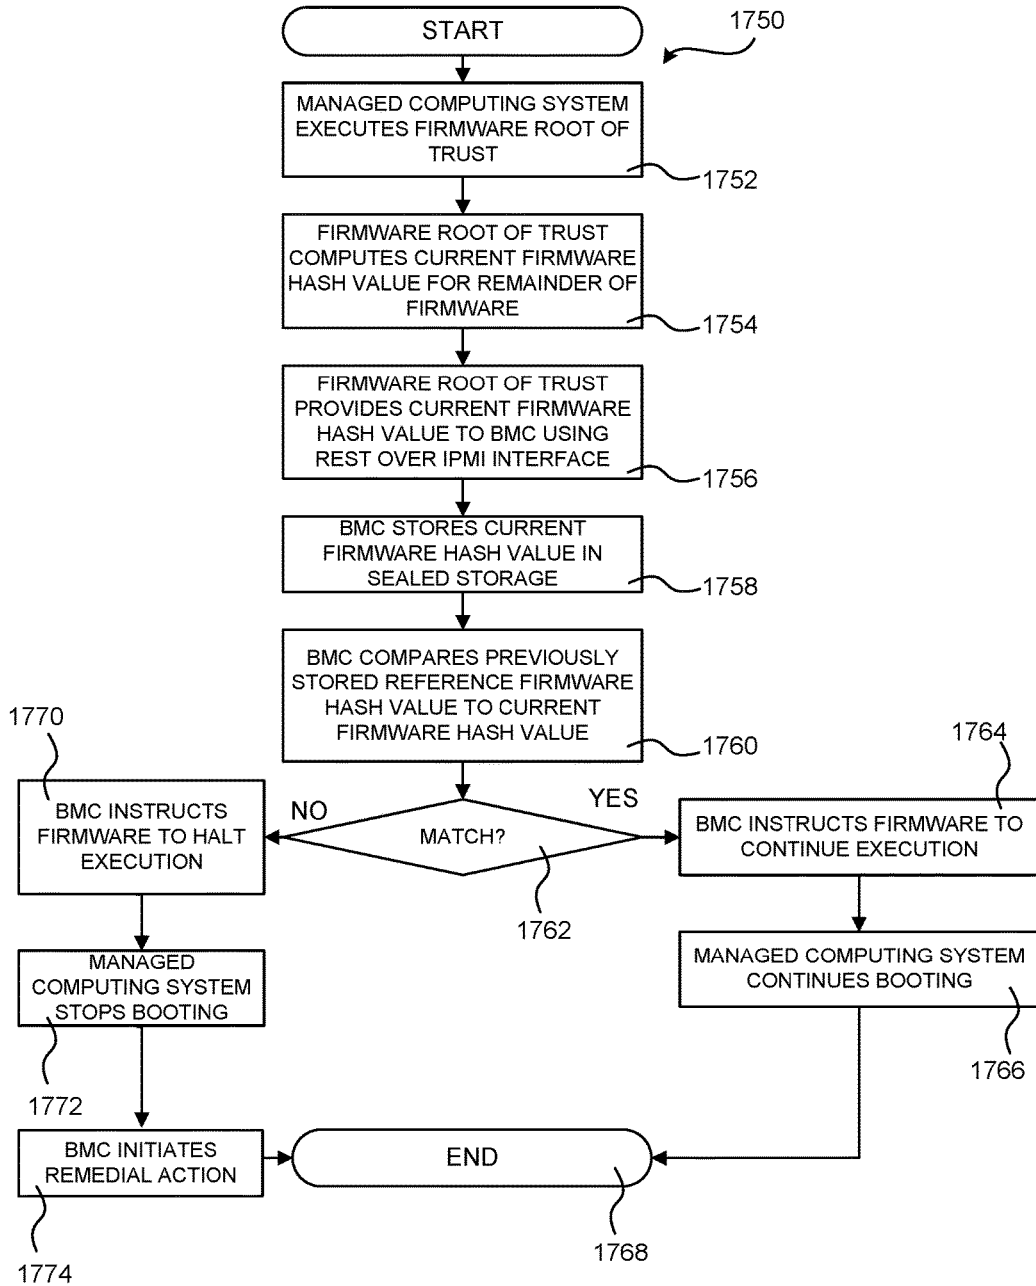 START
1750
MANAGED COMPUTING SYSTEM
EXECUTES FIRMWARE ROOT OF
TRUST
1752
FIRMWARE ROOT OF TRUST
COMPUTES CURRENT FIRMWARE
HASH VALUE FOR REMAINDER OF
FIRMWARE
1754
FIRMWARE ROOT OF TRUST
PROVIDES CURRENT FIRMWARE
HASH VALUE TO BMC USING
REST OVER IPMI INTERFACE
1756
BMC STORES CURRENT
FIRMWARE HASH VALUE IN
SEALED STORAGE
1758
BMC COMPARES PREVIOUSLY
STORED REFERENCE FIRMWARE
HASH VALUE TO CURRENT
FIRMWARE HASH VALUE
1760
MATCH?
1762
NO
YES
1770
BMC INSTRUCTS
FIRMWARE TO HALT
EXECUTION
1764
BMC INSTRUCTS FIRMWARE TO
CONTINUE EXECUTION
MANAGED
COMPUTING SYSTEM
STOPS BOOTING
1772
MANAGED COMPUTING SYSTEM
CONTINUES BOOTING
1766
BMC INITIATES
REMEDIAL ACTION
1774
END
1768